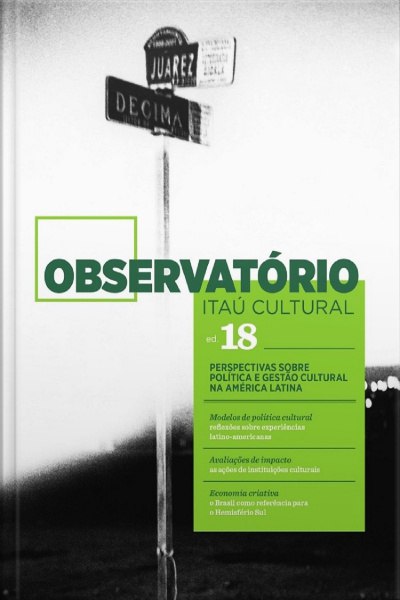 JUAREZ
DECIMA
OBSERVATÓRIO
ITAÚ CULTURAL
ed. 18
PERSPECTIVAS SOBRE
POLÍTICA E GESTÃO CULTURAL
NA AMÉRICA LATINA
Modelos de política cultural
reflexões sobre experiências
latino-americanas
Avaliações de impacto
as ações de instituições culturais
Economia criativa
o Brasil como referência para
o Hemisfério Sul